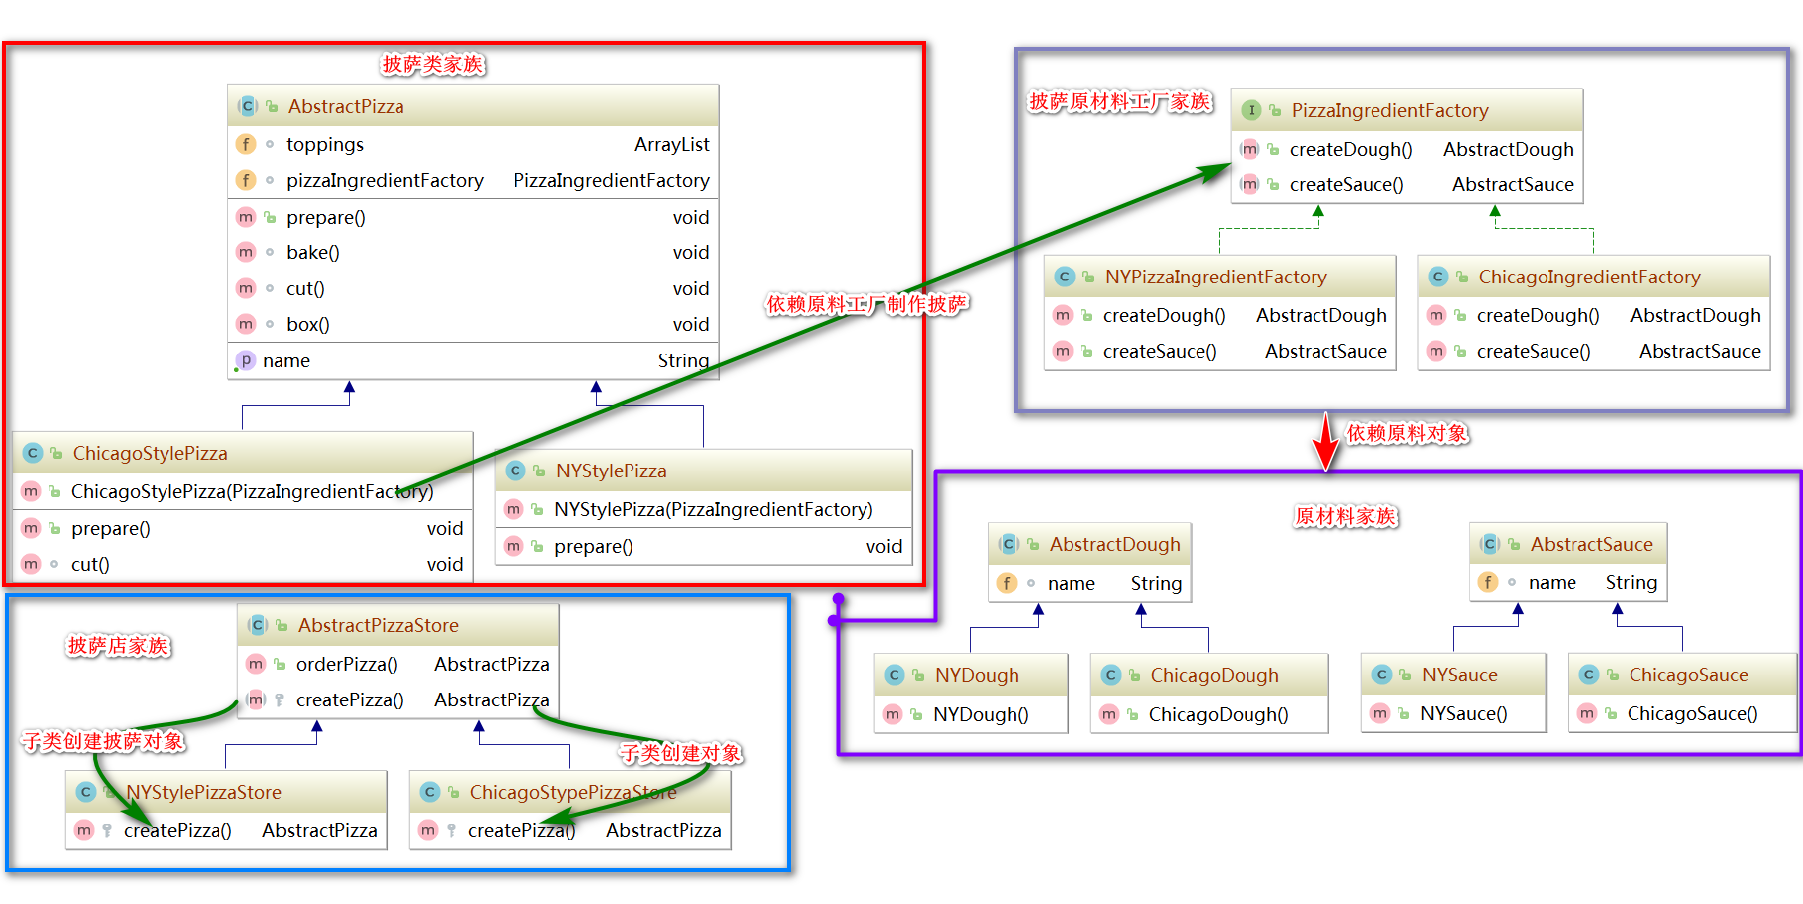 披萨类家族
AbstractPizza
toppings ArrayList
pizzaIngredientFactory PizzaIngredientFactory
prepare() void
bake() void
cut() void
box() void
name String
ChicagoStylePizza
ChicagoStylePizza(PizzaIngredientFactory)
prepare() void
cut() void
NYStylePizza
NYStylePizza(PizzaIngredientFactory)
prepare() void
依赖原料工厂制作披萨
披萨原材料工厂家族
PizzaIngredientFactory
createDough() AbstractDough
createSauce() AbstractSauce
NYPizzaIngredientFactory
createDough() AbstractDough
createSauce() AbstractSauce
ChicagoIngredientFactory
createDough() AbstractDough
createSauce() AbstractSauce
依赖原料对象
原材料家族
AbstractDough
name String
AbstractSauce
name String
NYDough
NYDough()
ChicagoDough
ChicagoDough()
NYSauce
NYSauce()
ChicagoSauce
ChicagoSauce()
披萨店家族
AbstractPizzaStore
orderPizza() AbstractPizza
createPizza() AbstractPizza
子类创建披萨对象
子类创建对象
NYStylePizzaStore
createPizza() AbstractPizza
ChicagoStypePizzaStore
createPizza() AbstractPizza